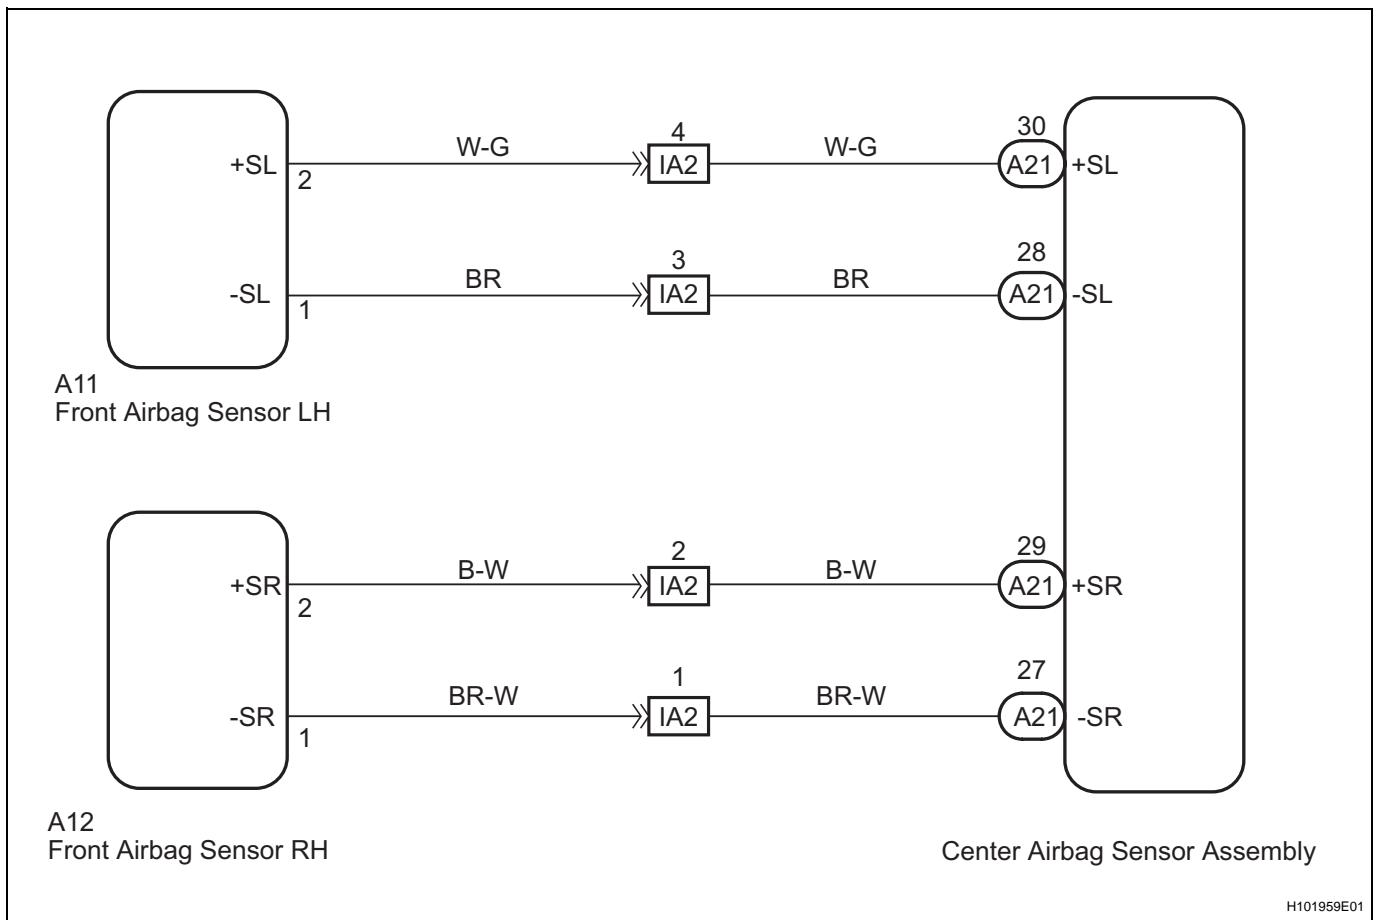 4
30
W-G
W-G
+SL
IA2
A21
+SL
2
3
28
BR
BR
-SL
IA2
A21
-SL
1
A11
Front Airbag Sensor LH
2
29
B-W
B-W
+SR
IA2
A21
+SR
2
1
27
BR-W
BR-W
-SR
IA2
A21
-SR
1
A12
Front Airbag Sensor RH
Center Airbag Sensor Assembly
H101959E01